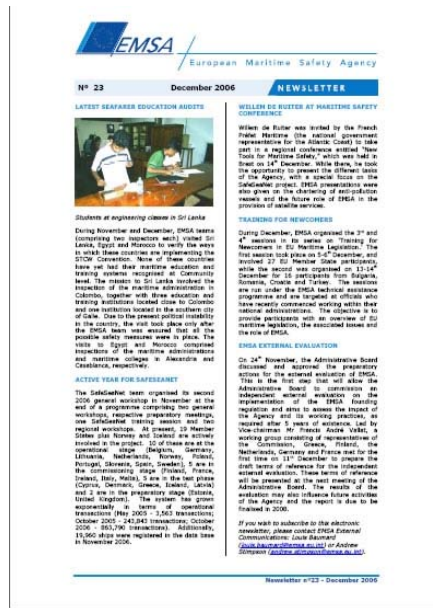 EMSA
European Maritime Safety Agency
Nº 23 December 2006 NEWSLETTER
LATEST SEAFARER EDUCATION AUDITS
Students at engineering classes in Sri Lanka
During November and December, EMSA teams
(comprising two inspectors each) visited Sri
Lanka, Egypt and Morocco to verify the ways
in which these countries are implementing the
STCW Convention. None of these countries
have yet had their maritime education and
training systems recognised at Community
level. The mission to Sri Lanka involved the
inspection of the maritime administration in
Colombo, together with three education and
training institutions located close to Colombo
and one institution located in the southern city
of Galle. Due to the present political instability
in the country, the visit took place only after
the EMSA team was ensured that all the
possible safety measures were in place. The
visits to Egypt and Morocco comprised
inspections of the maritime administrations
and maritime colleges in Alexandria and
Casablanca, respectively.
ACTIVE YEAR FOR SAFESEANET
The SafeSeaNet team organised its second
2006 general workshop in November at the
end of a programme comprising two general
workshops, respective preparatory meetings,
one SafeSeaNet training session and two
regional workshops. At present, 19 Member
States plus Norway and Iceland are actively
involved in the project. 10 of these are at the
operational stage (Belgium, Germany,
Lithuania, Netherlands, Norway, Poland,
Portugal, Slovenia, Spain, Sweden), 5 are in
the commissioning stage (Finland, France,
Ireland, Italy, Malta), 5 are in the test phase
(Cyprus, Denmark, Greece, Iceland, Latvia)
and 2 are in the preparatory stage (Estonia,
United Kingdom). The system has grown
exponentially in terms of operational
transactions (May 2005 - 3,563 transactions;
October 2005 - 243,843 transactions; October
2006 - 863,790 transactions). Additionally,
19,960 ships were registered in the data base
in November 2006.
WILLEM DE RUITER AT MARITIME SAFETY
CONFERENCE
Willem de Ruiter was invited by the French
Préfet Maritime (the national government
representative for the Atlantic Coast) to take
part in a regional conference entitled "New
Tools for Maritime Safety," which was held in
Brest on 14th December. While there, he took
the opportunity to present the different tasks
of the Agency, with a special focus on the
SafeSeaNet project. EMSA presentations were
also given on the chartering of anti-pollution
vessels and the future role of EMSA in the
provision of satellite services.
TRAINING FOR NEWCOMERS
During December, EMSA organised the 3rd and
4th sessions in its series on 'Training for
Newcomers in EU Maritime Legislation.' The
first session took place on 5-6th December, and
involved 27 EU Member State participants,
while the second was organised on 13-14th
December for 16 participants from Bulgaria,
Romania, Croatia and Turkey. The sessions
are run under the EMSA technical assistance
programme and are targeted at officials who
have recently commenced working within their
national administrations. The objective is to
provide participants with an overview of EU
maritime legislation, the associated issues and
the role of EMSA.
EMSA EXTERNAL EVALUATION
On 24th November, the Administrative Board
discussed and approved the preparatory
actions for the external evaluation of EMSA.
This is the first step that will allow the
Administrative Board to commission an
independent external evaluation on the
implementation of the EMSA founding
regulation and aims to assess the impact of
the Agency and its working practices, as
required after 5 years of existence. Led by
Vice-chairman Mr Francis André Vallat, a
working group consisting of representatives of
the Commission, Greece, Finland, the
Netherlands, Germany and France met for the
first time on 11th December to prepare the
draft terms of reference for the independent
external evaluation. These terms of reference
will be presented at the next meeting of the
Administrative Board. The results of the
evaluation may also influence future activities
of the Agency and the report is due to be
finalised in 2008.
If you wish to subscribe to this electronic
newsletter, please contact EMSA External
Communications: Louis Baumard
(louis.baumard@emsa.eu.int) or Andrew
Stimpson (andrew.stimpson@emsa.eu.int).
Newsletter nº23 - December 2006